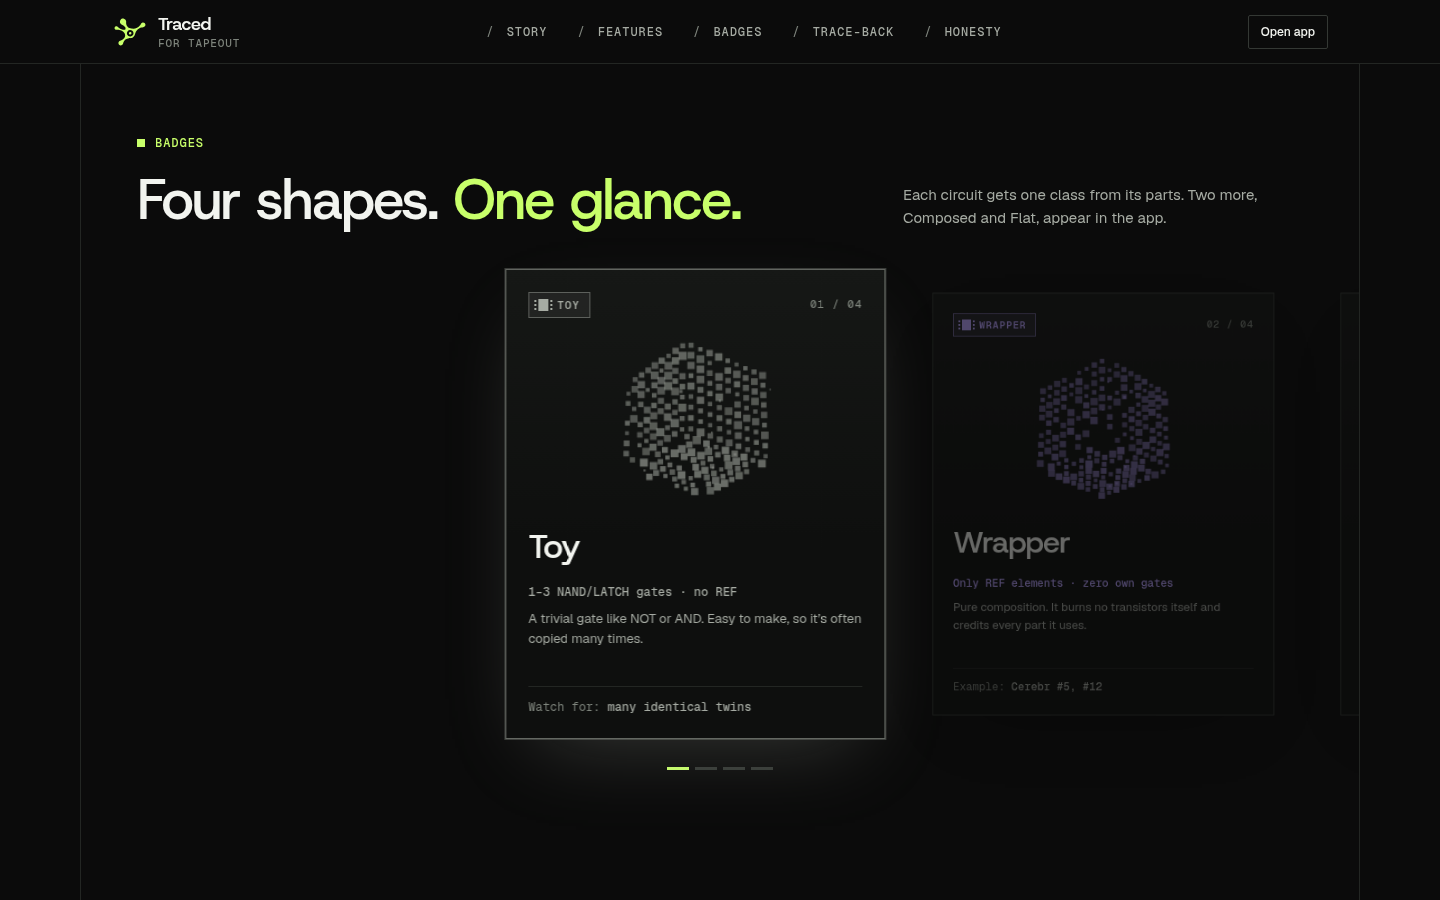 Traced
FOR TAPEOUT
/ STORY
/ FEATURES
/ BADGES
/ TRACE-BACK
/ HONESTY
Open app
BADGES
Four shapes. One glance.
Each circuit gets one class from its parts. Two more,
Composed and Flat, appear in the app.
TOY
01 / 04
Toy
1–3 NAND/LATCH gates · no REF
A trivial gate like NOT or AND. Easy to make, so it’s often
copied many times.
Watch for: many identical twins
WRAPPER
02 / 04
Wrapper
Only REF elements · zero own gates
Pure composition. It burns no transistors itself and
credits every part it uses.
Example: Cerebr #5, #12